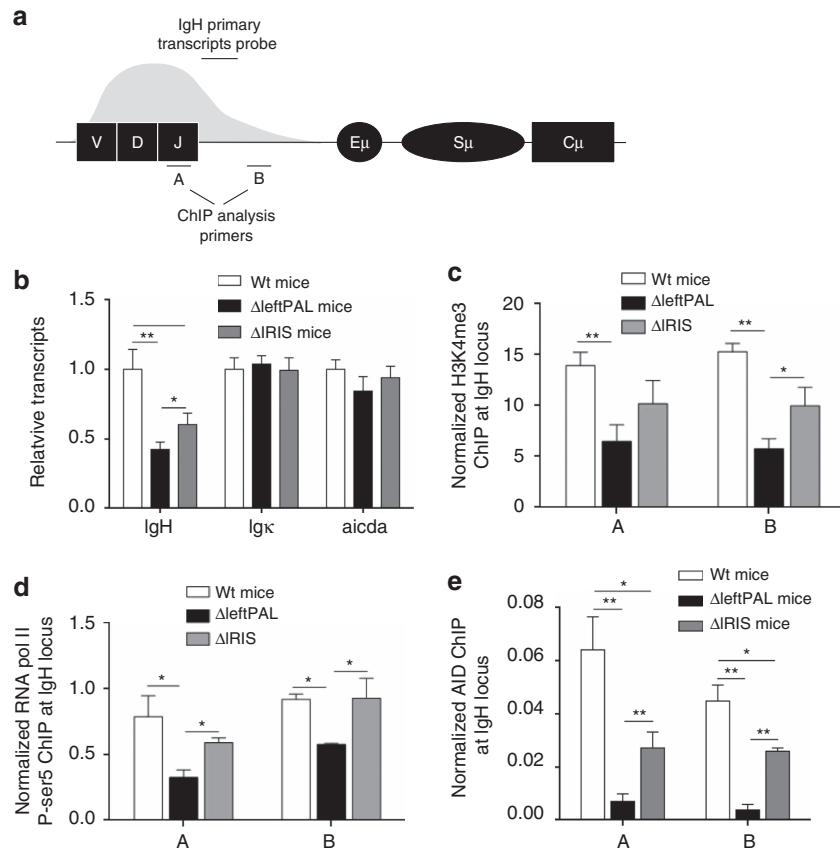 a
IgH primary
transcripts probe
V D J Eμ Sμ Cμ
A B
ChIP analysis
primers
b
Wt mice
ΔleftPAL mice
ΔIRIS mice
Relatvive transcripts
1.5
1.0
0.5
0.0
**
*
IgH Igκ aicda
c
Wt mice
ΔleftPAL
ΔIRIS
Normalized H3K4me3
ChIP at IgH locus
20
15
10
5
0
**
**
*
A B
d
Wt mice
ΔleftPAL
ΔIRIS
Normalized RNA pol II
P-ser5 ChIP at IgH locus
1.5
1.0
0.5
0.0
*
*
*
*
A B
e
Wt mice
ΔleftPAL mice
ΔIRIS mice
Normalized AID ChIP
at IgH locus
0.08
0.06
0.04
0.02
0.00
*
**
**
*
**
**
A B